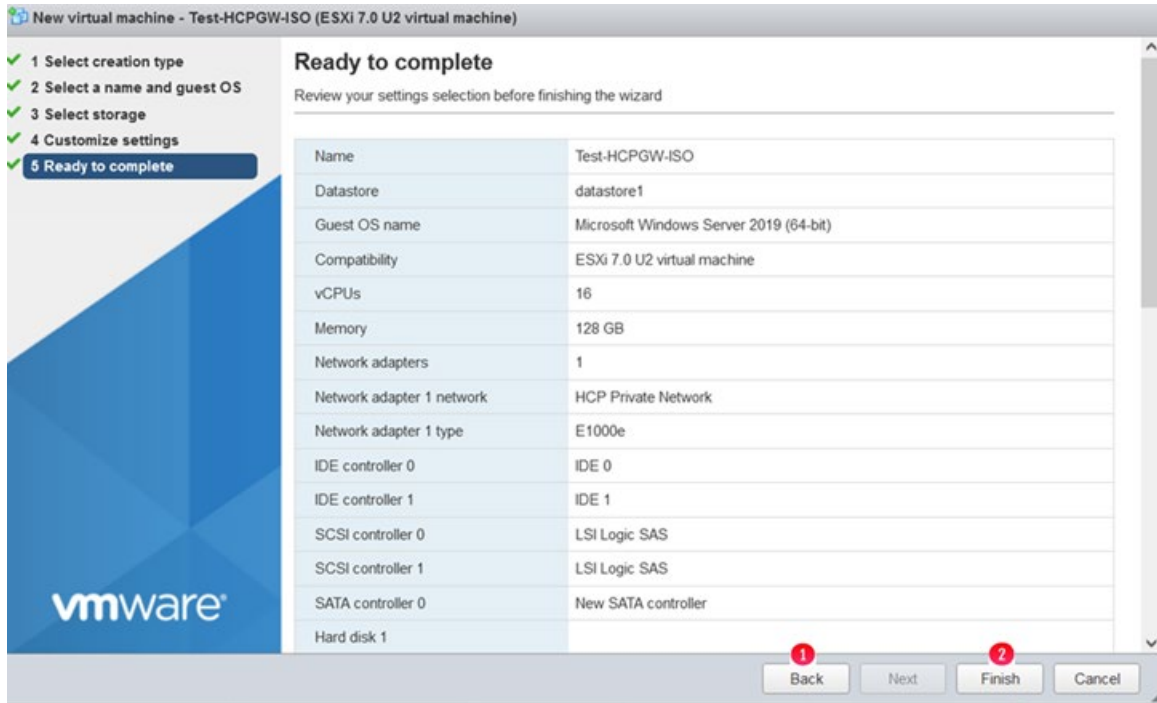 New virtual machine - Test-HCPGW-ISO (ESXi 7.0 U2 virtual machine)
1 Select creation type
2 Select a name and guest OS
3 Select storage
4 Customize settings
5 Ready to complete
vmware®
Ready to complete
Review your settings selection before finishing the wizard
Name Test-HCPGW-ISO
Datastore datastore1
Guest OS name Microsoft Windows Server 2019 (64-bit)
Compatibility ESXi 7.0 U2 virtual machine
vCPUs 16
Memory 128 GB
Network adapters 1
Network adapter 1 network HCP Private Network
Network adapter 1 type E1000e
IDE controller 0 IDE 0
IDE controller 1 IDE 1
SCSI controller 0 LSI Logic SAS
SCSI controller 1 LSI Logic SAS
SATA controller 0 New SATA controller
Hard disk 1
1 2
Back Next Finish Cancel